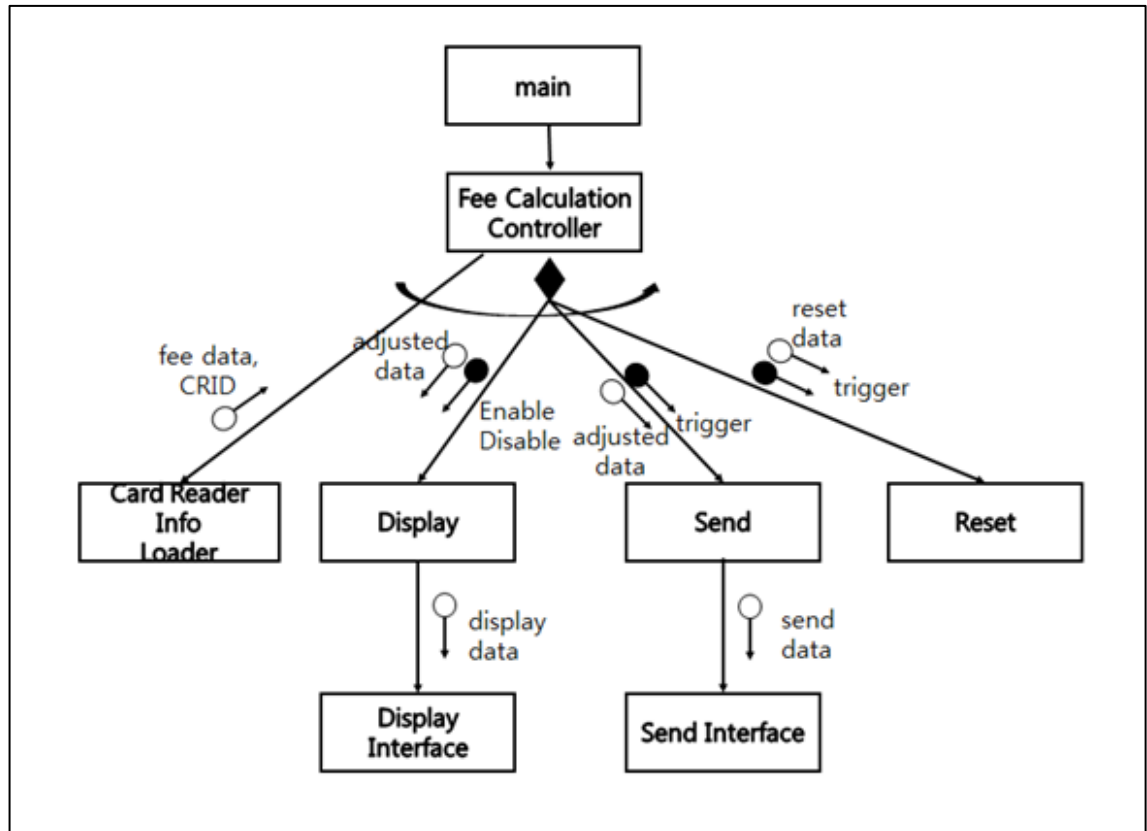 main
Fee Calculation
Controller
fee data,
CRID
adjusted
data
Enable
Disable
adjusted
data
trigger
reset
data
trigger
Card Reader
Info
Loader
Display
Send
Reset
display
data
send
data
Display
Interface
Send Interface